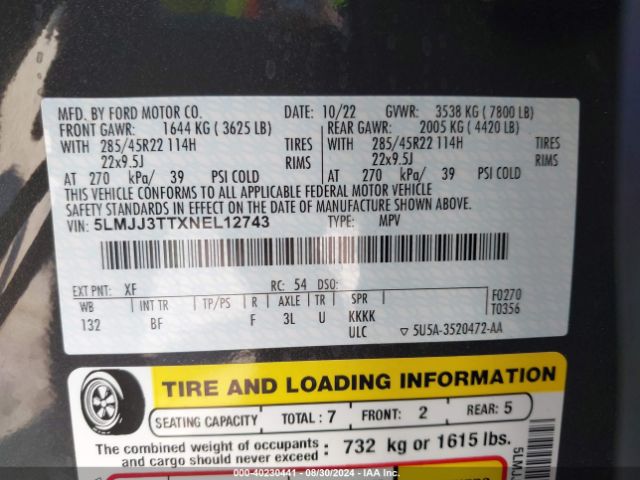 MFD. BY FORD MOTOR CO. DATE: 10/22 GVWR: 3538 KG ( 7800 LB)
FRONT GAWR: 1644 KG ( 3625 LB) REAR GAWR: 2005 KG ( 4420 LB)
WITH 285/45R22 114H TIRES WITH 285/45R22 114H TIRES
22x9.5J RIMS 22x9.5J RIMS
AT 270 kPa/ 39 PSI COLD AT 270 kPa/ 39 PSI COLD
THIS VEHICLE CONFORMS TO ALL APPLICABLE FEDERAL MOTOR VEHICLE
SAFETY STANDARDS IN EFFECT ON THE DATE OF MANUFACTURE SHOWN ABOVE.
VIN: 5LMJJ3TTXNEL12743 TYPE: MPV
EXT PNT: XF RC: 54 DSO: F0270
WB INT TR TP/PS R AXLE TR SPR T0356
132 BF F 3L U KKKK
ULC ▽ 5U5A-3520472-AA
TIRE AND LOADING INFORMATION
SEATING CAPACITY TOTAL : 7 FRONT: 2 REAR: 5
The combined weight of occupants and cargo should never exceed : 732 kg or 1615 lbs.
5LMJJ
000-40230441 - 08/30/2024 - IAA Inc.